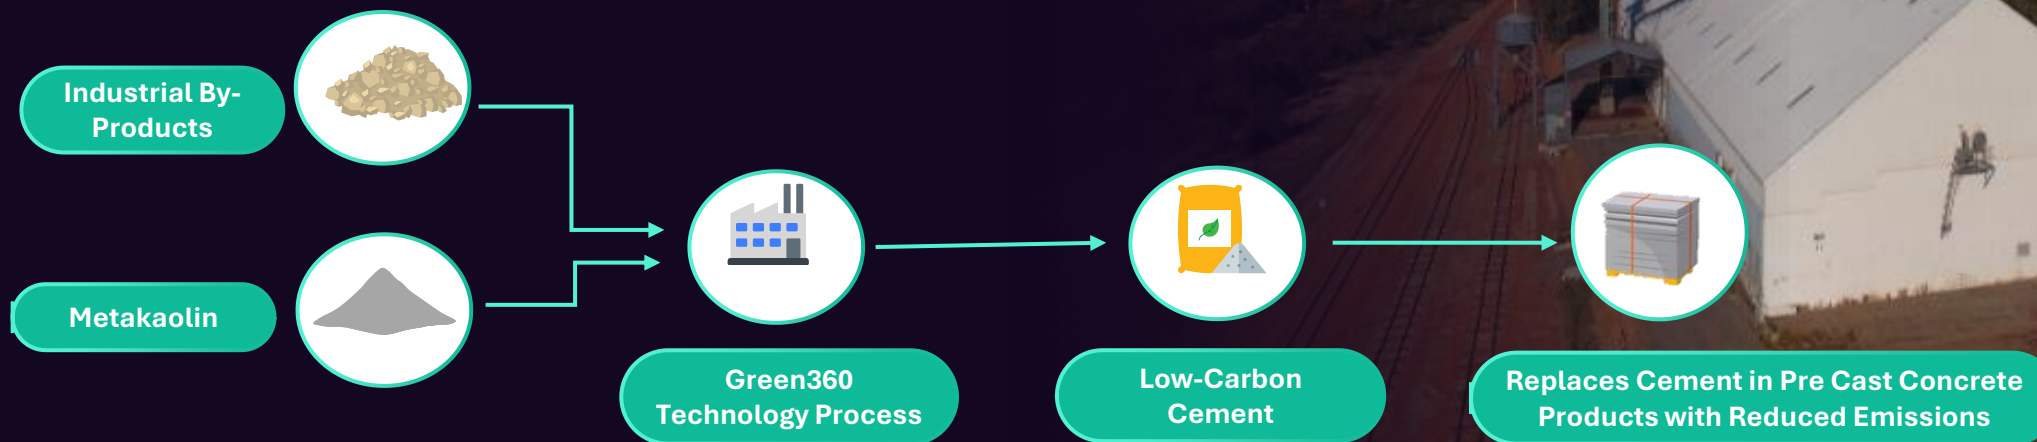 Industrial By-
Products
Metakaolin
Green360
Technology Process
Low-Carbon
Cement
Replaces Cement in Pre Cast Concrete
Products with Reduced Emissions